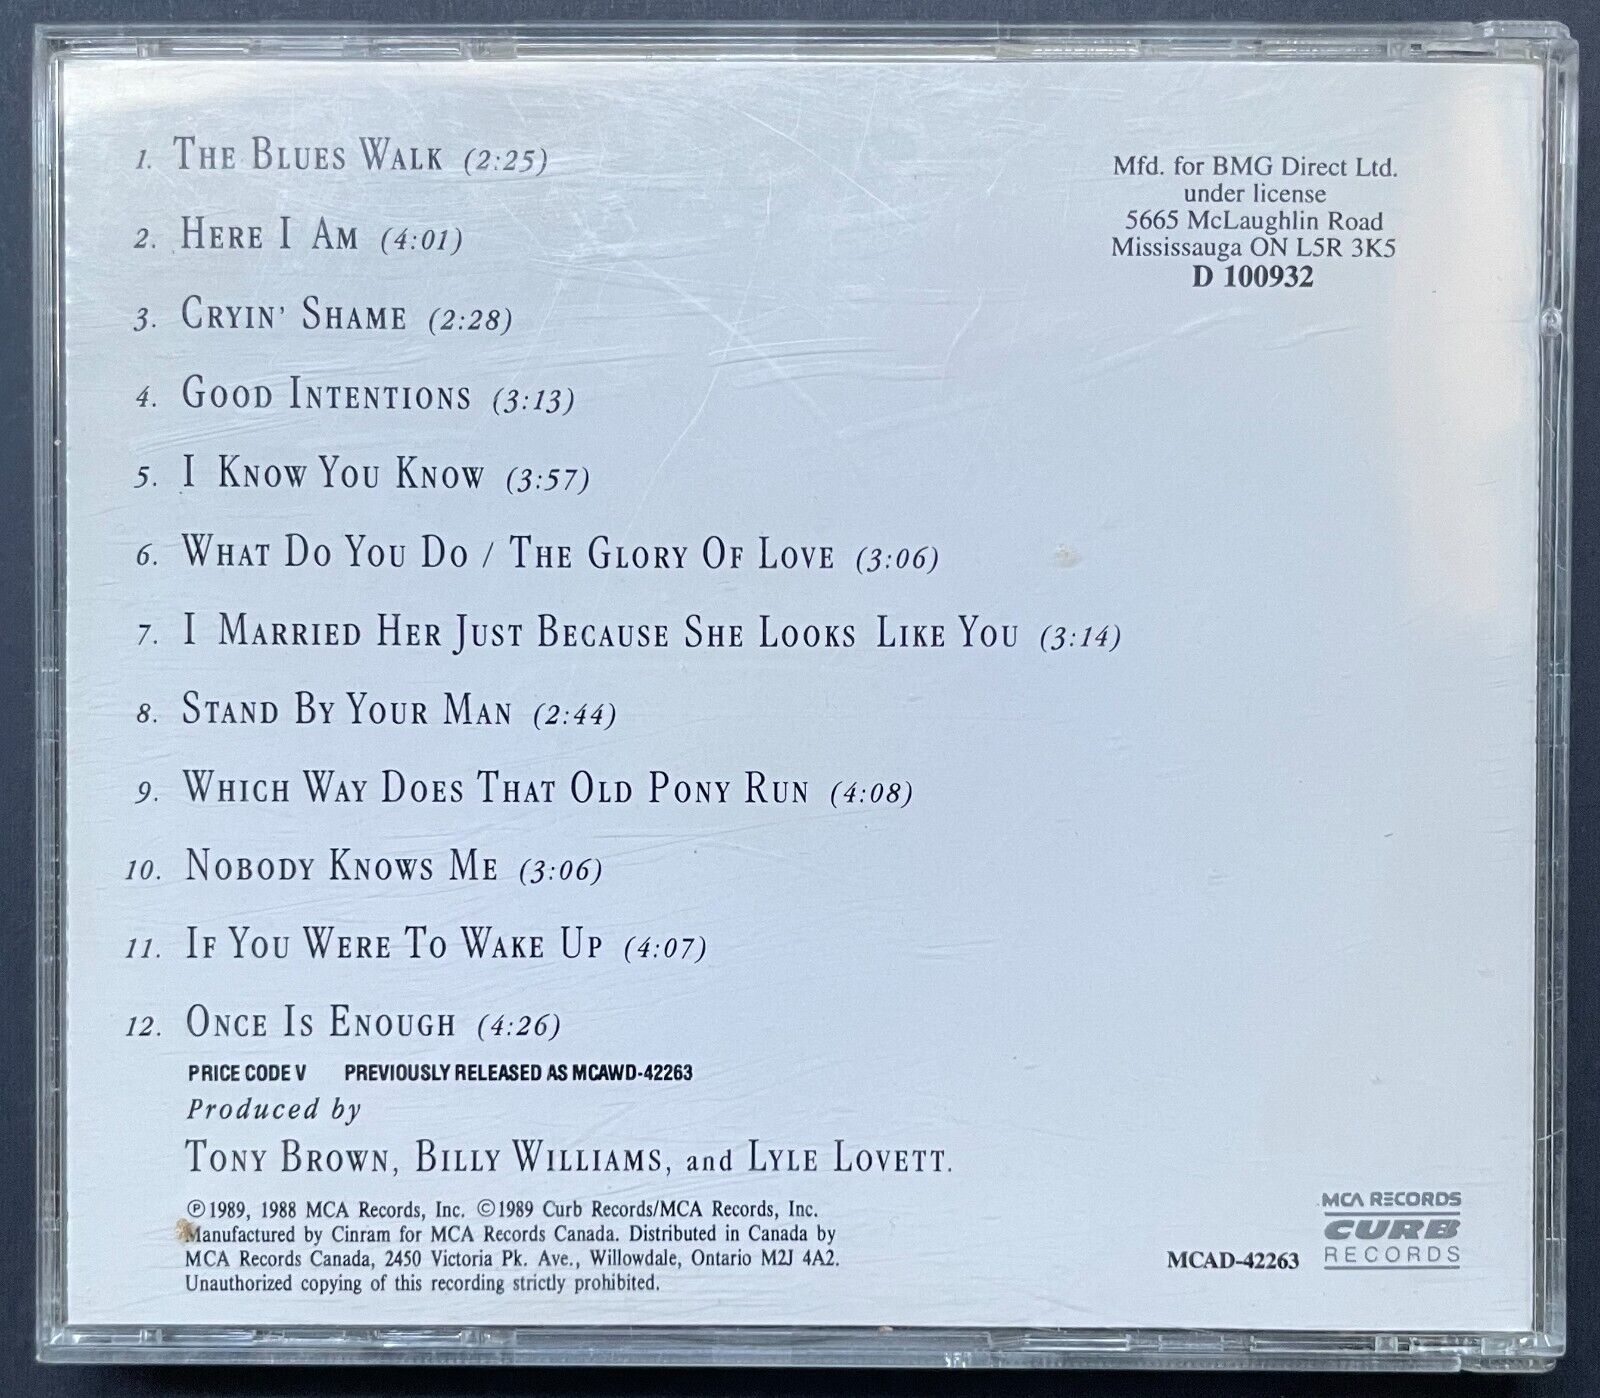 1. THE BLUES WALK (2:25)
2. HERE I AM (4:01)
3. CRYIN' SHAME (2:28)
4. GOOD INTENTIONS (3:13)
5. I KNOW YOU KNOW (3:57)
6. WHAT DO YOU DO / THE GLORY OF LOVE (3:06)
7. I MARRIED HER JUST BECAUSE SHE LOOKS LIKE YOU (3:14)
8. STAND BY YOUR MAN (2:44)
9. WHICH WAY DOES THAT OLD PONY RUN (4:08)
10. NOBODY KNOWS ME (3:06)
11. IF YOU WERE TO WAKE UP (4:07)
12. ONCE IS ENOUGH (4:26)
PRICE CODE V PREVIOUSLY RELEASED AS MCAWD-42263
Produced by
TONY BROWN, BILLY WILLIAMS, and LYLE LOVETT.
℗1989, 1988 MCA Records, Inc. ©1989 Curb Records/MCA Records, Inc.
Manufactured by Cinram for MCA Records Canada. Distributed in Canada by
MCA Records Canada, 2450 Victoria Pk. Ave., Willowdale, Ontario M2J 4A2.
Unauthorized copying of this recording strictly prohibited.
Mfd. for BMG Direct Ltd.
under license
5665 McLaughlin Road
Mississauga ON L5R 3K5
D 100932
MCAD-42263
MCA RECORDS
CURB
RECORDS